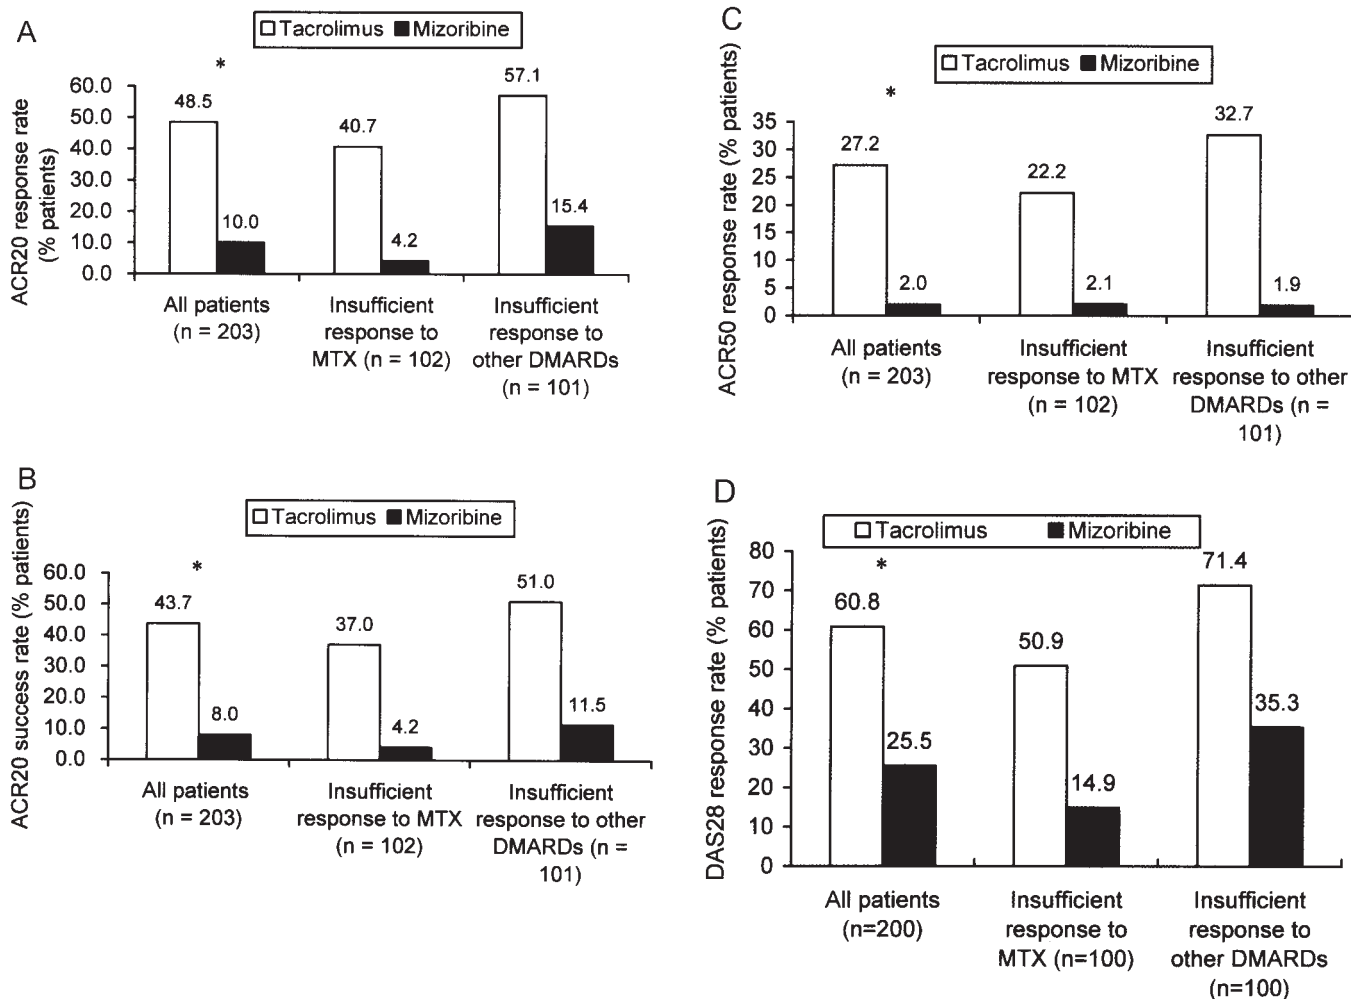 A
Tacrolimus Mizoribine
*
ACR20 response rate
(% patients)
60.0
50.0
40.0
30.0
20.0
10.0
0.0
48.5
10.0
40.7
4.2
57.1
15.4
All patients
(n = 203)
Insufficient
response to
MTX (n = 102)
Insufficient
response to
other DMARDs
(n = 101)
B
Tacrolimus Mizoribine
*
ACR20 success rate (% patients)
60.0
50.0
40.0
30.0
20.0
10.0
0.0
43.7
8.0
37.0
4.2
51.0
11.5
All patients
(n = 203)
Insufficient
response to MTX
(n = 102)
Insufficient
response to other
DMARDs (n =
101)
C
Tacrolimus Mizoribine
*
ACR50 response rate (% patients)
35
30
25
20
15
10
5
0
27.2
2.0
22.2
2.1
32.7
1.9
All patients
(n = 203)
Insufficient
response to MTX
(n = 102)
Insufficient
response to other
DMARDs (n =
101)
D
Tacrolimus Mizoribine
*
DAS28 response rate (% patients)
80
70
60
50
40
30
20
10
0
60.8
25.5
50.9
14.9
71.4
35.3
All patients
(n=200)
Insufficient
response to
MTX (n=100)
Insufficient
response to
other DMARDs
(n=100)